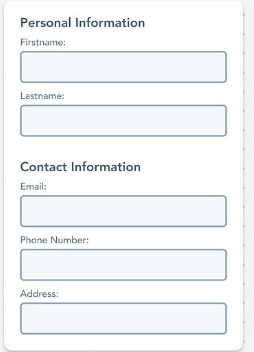 Personal Information
Firstname:
Lastname:
Contact Information
Email:
Phone Number:
Address: